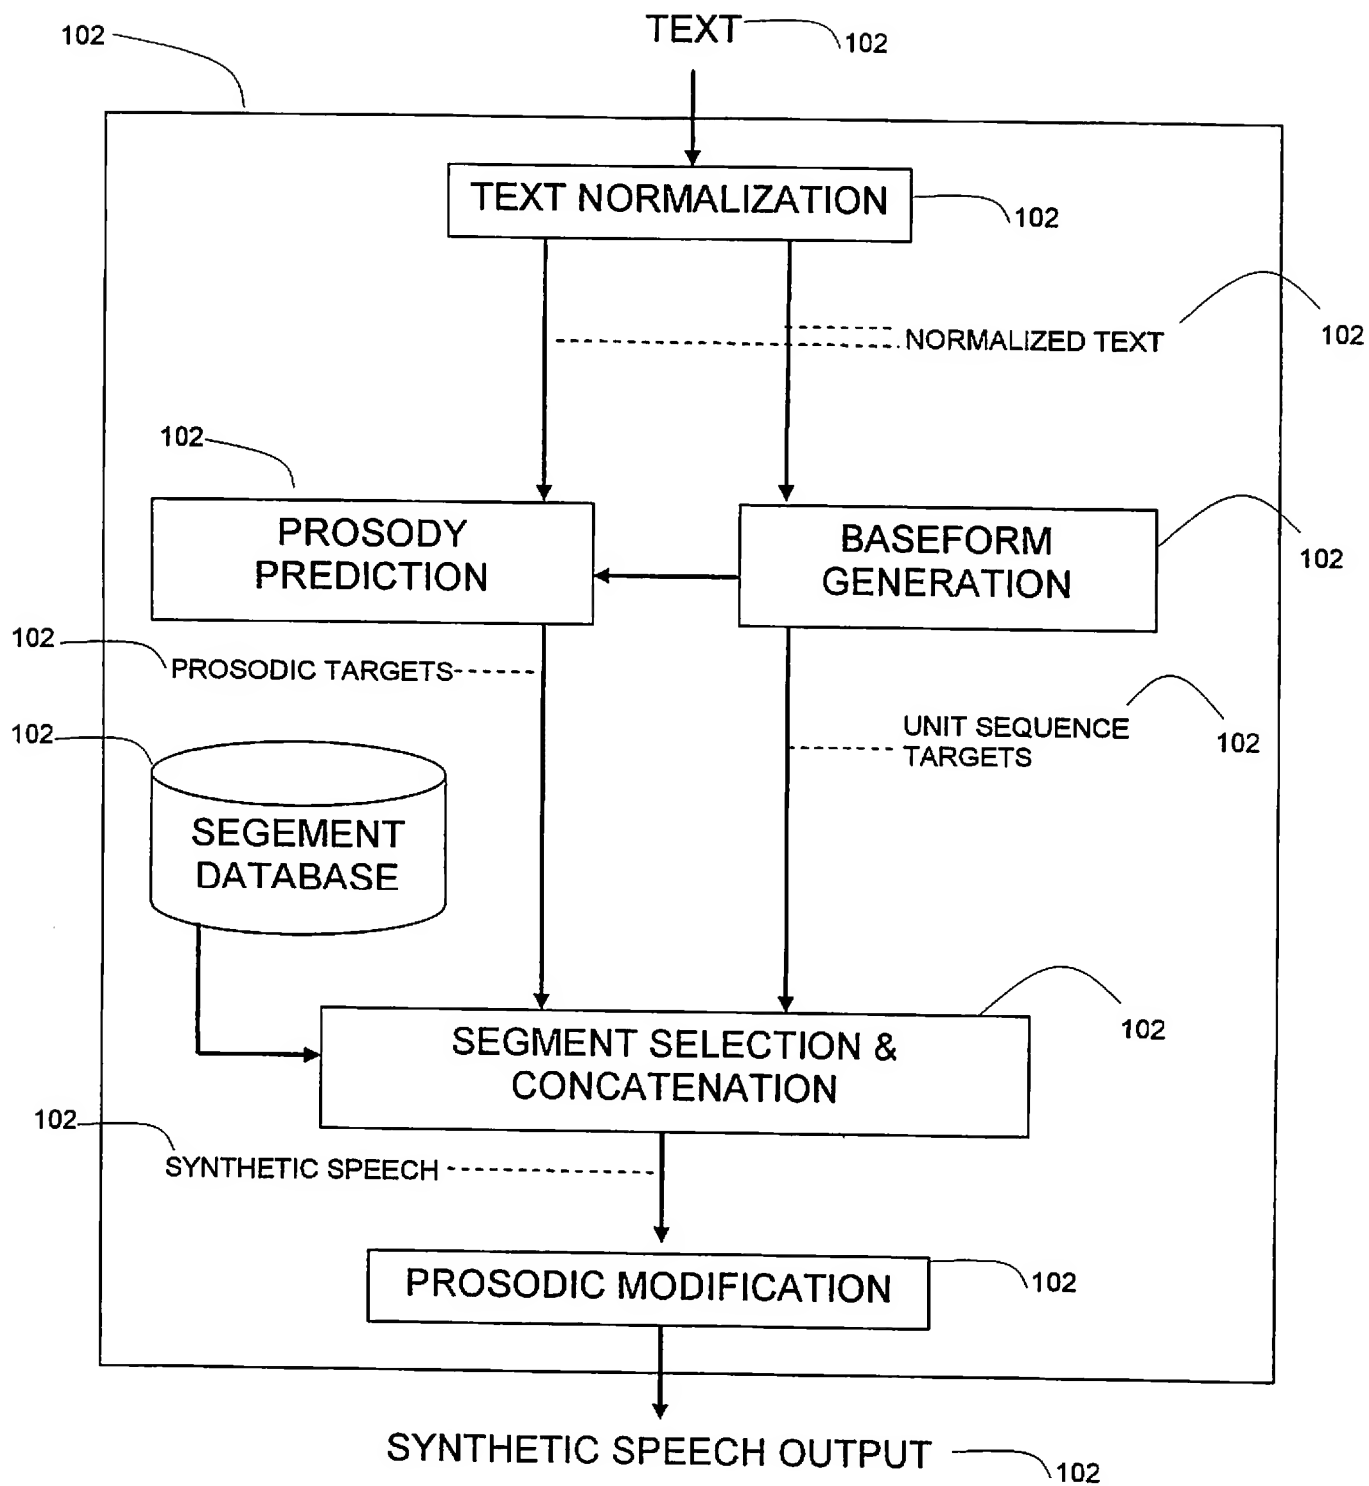 102
TEXT
102
TEXT NORMALIZATION
102
NORMALIZED TEXT
102
102
PROSODY
PREDICTION
BASEFORM
GENERATION
102
102
PROSODIC TARGETS
UNIT SEQUENCE
TARGETS
102
102
SEGEMENT
DATABASE
SEGMENT SELECTION &
CONCATENATION
102
102
SYNTHETIC SPEECH
PROSODIC MODIFICATION
102
SYNTHETIC SPEECH OUTPUT
102